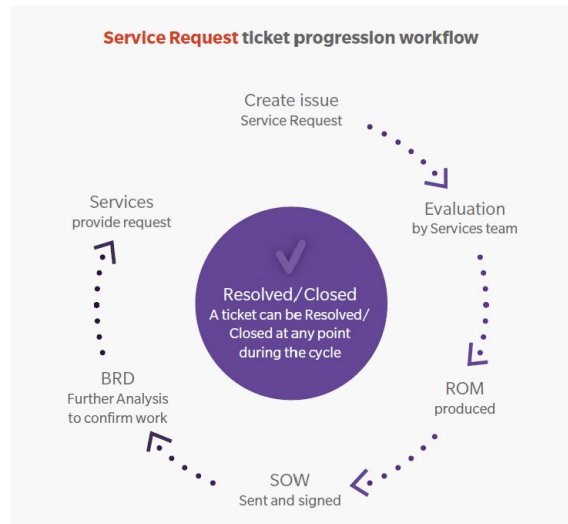 Service Request ticket progression workflow
Create issue
Service Request
Evaluation
by Services team
ROM
produced
SOW
Sent and signed
BRD
Further Analysis
to confirm work
Services
provide request
Resolved/Closed
A ticket can be Resolved/
Closed at any point
during the cycle